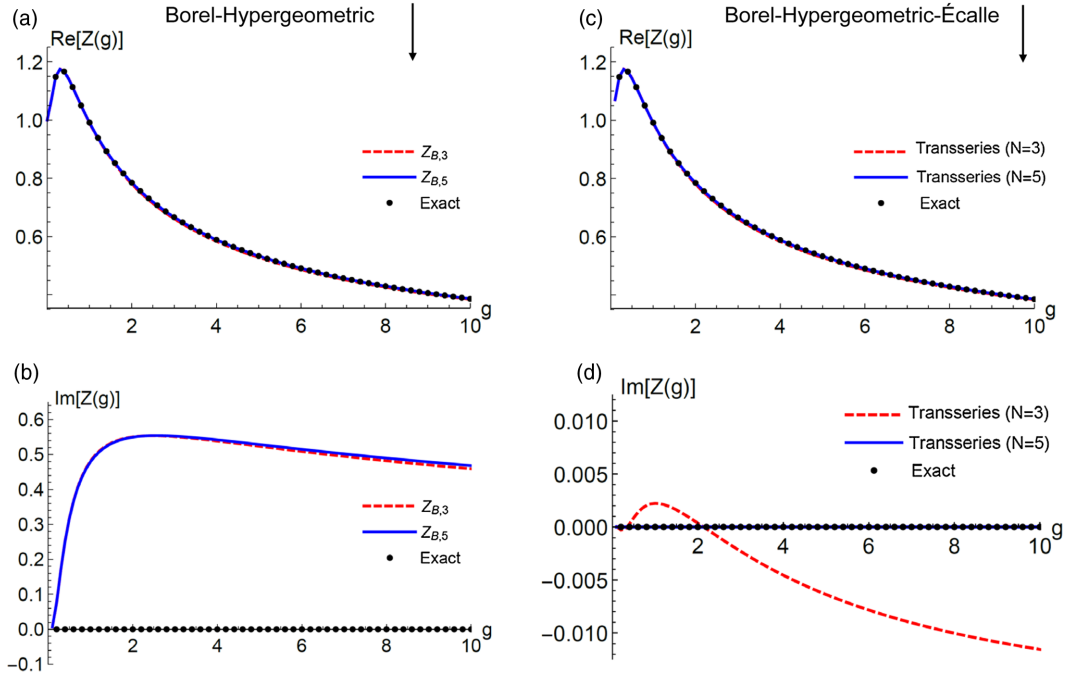 (a) Borel-Hypergeometric
Re[Z(g)]
1.2
1.0
0.8
0.6
2 4 6 8 10 g
Z_{B,3}
Z_{B,5}
Exact
(c) Borel-Hypergeometric-Écalle
Re[Z(g)]
1.2
1.0
0.8
0.6
2 4 6 8 10 g
Transseries (N=3)
Transseries (N=5)
Exact
(b)
Im[Z(g)]
0.6
0.5
0.4
0.3
0.2
0.1
0.0
−0.1
2 4 6 8 10 g
Z_{B,3}
Z_{B,5}
Exact
(d)
Im[Z(g)]
0.010
0.005
0.000
−0.005
−0.010
2 4 6 8 10 g
Transseries (N=3)
Transseries (N=5)
Exact